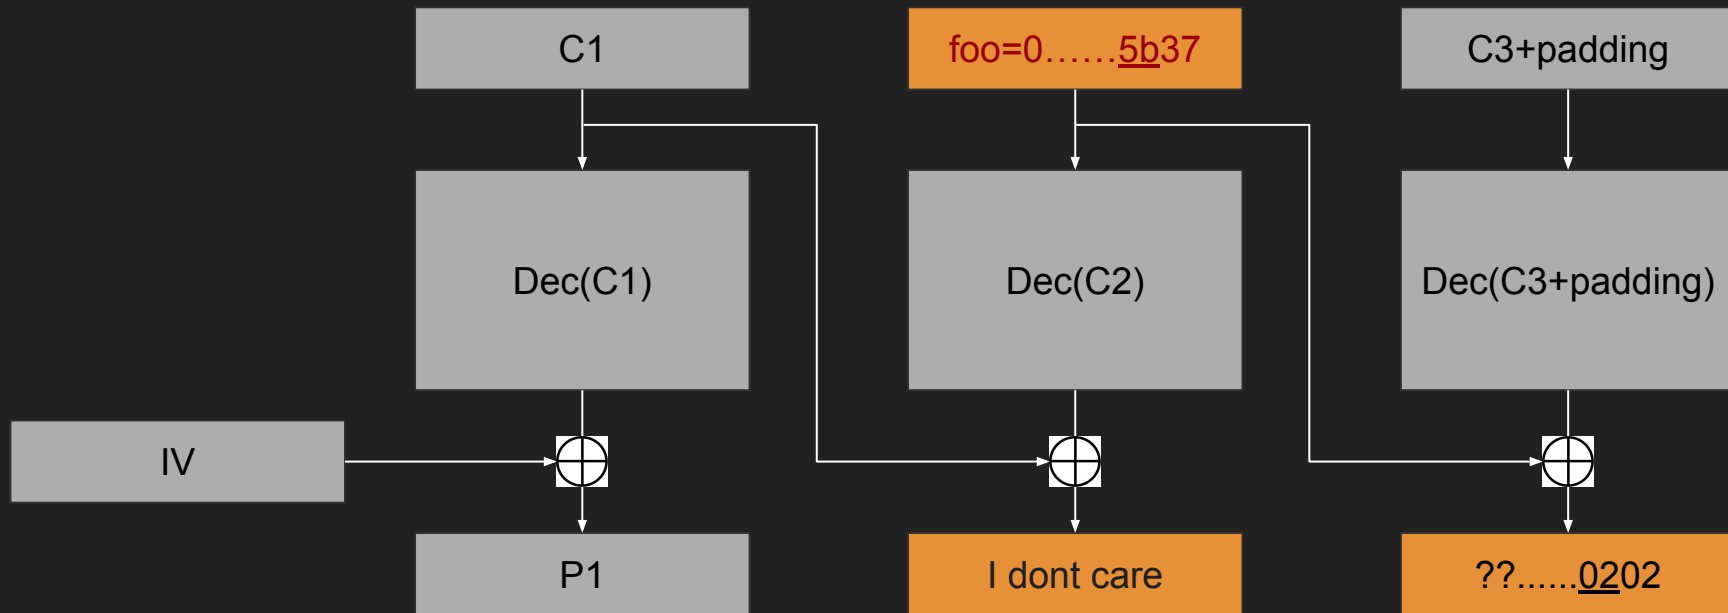 C1
foo=0......5b37
C3+padding
Dec(C1)
Dec(C2)
Dec(C3+padding)
IV
P1
I dont care
??......0202